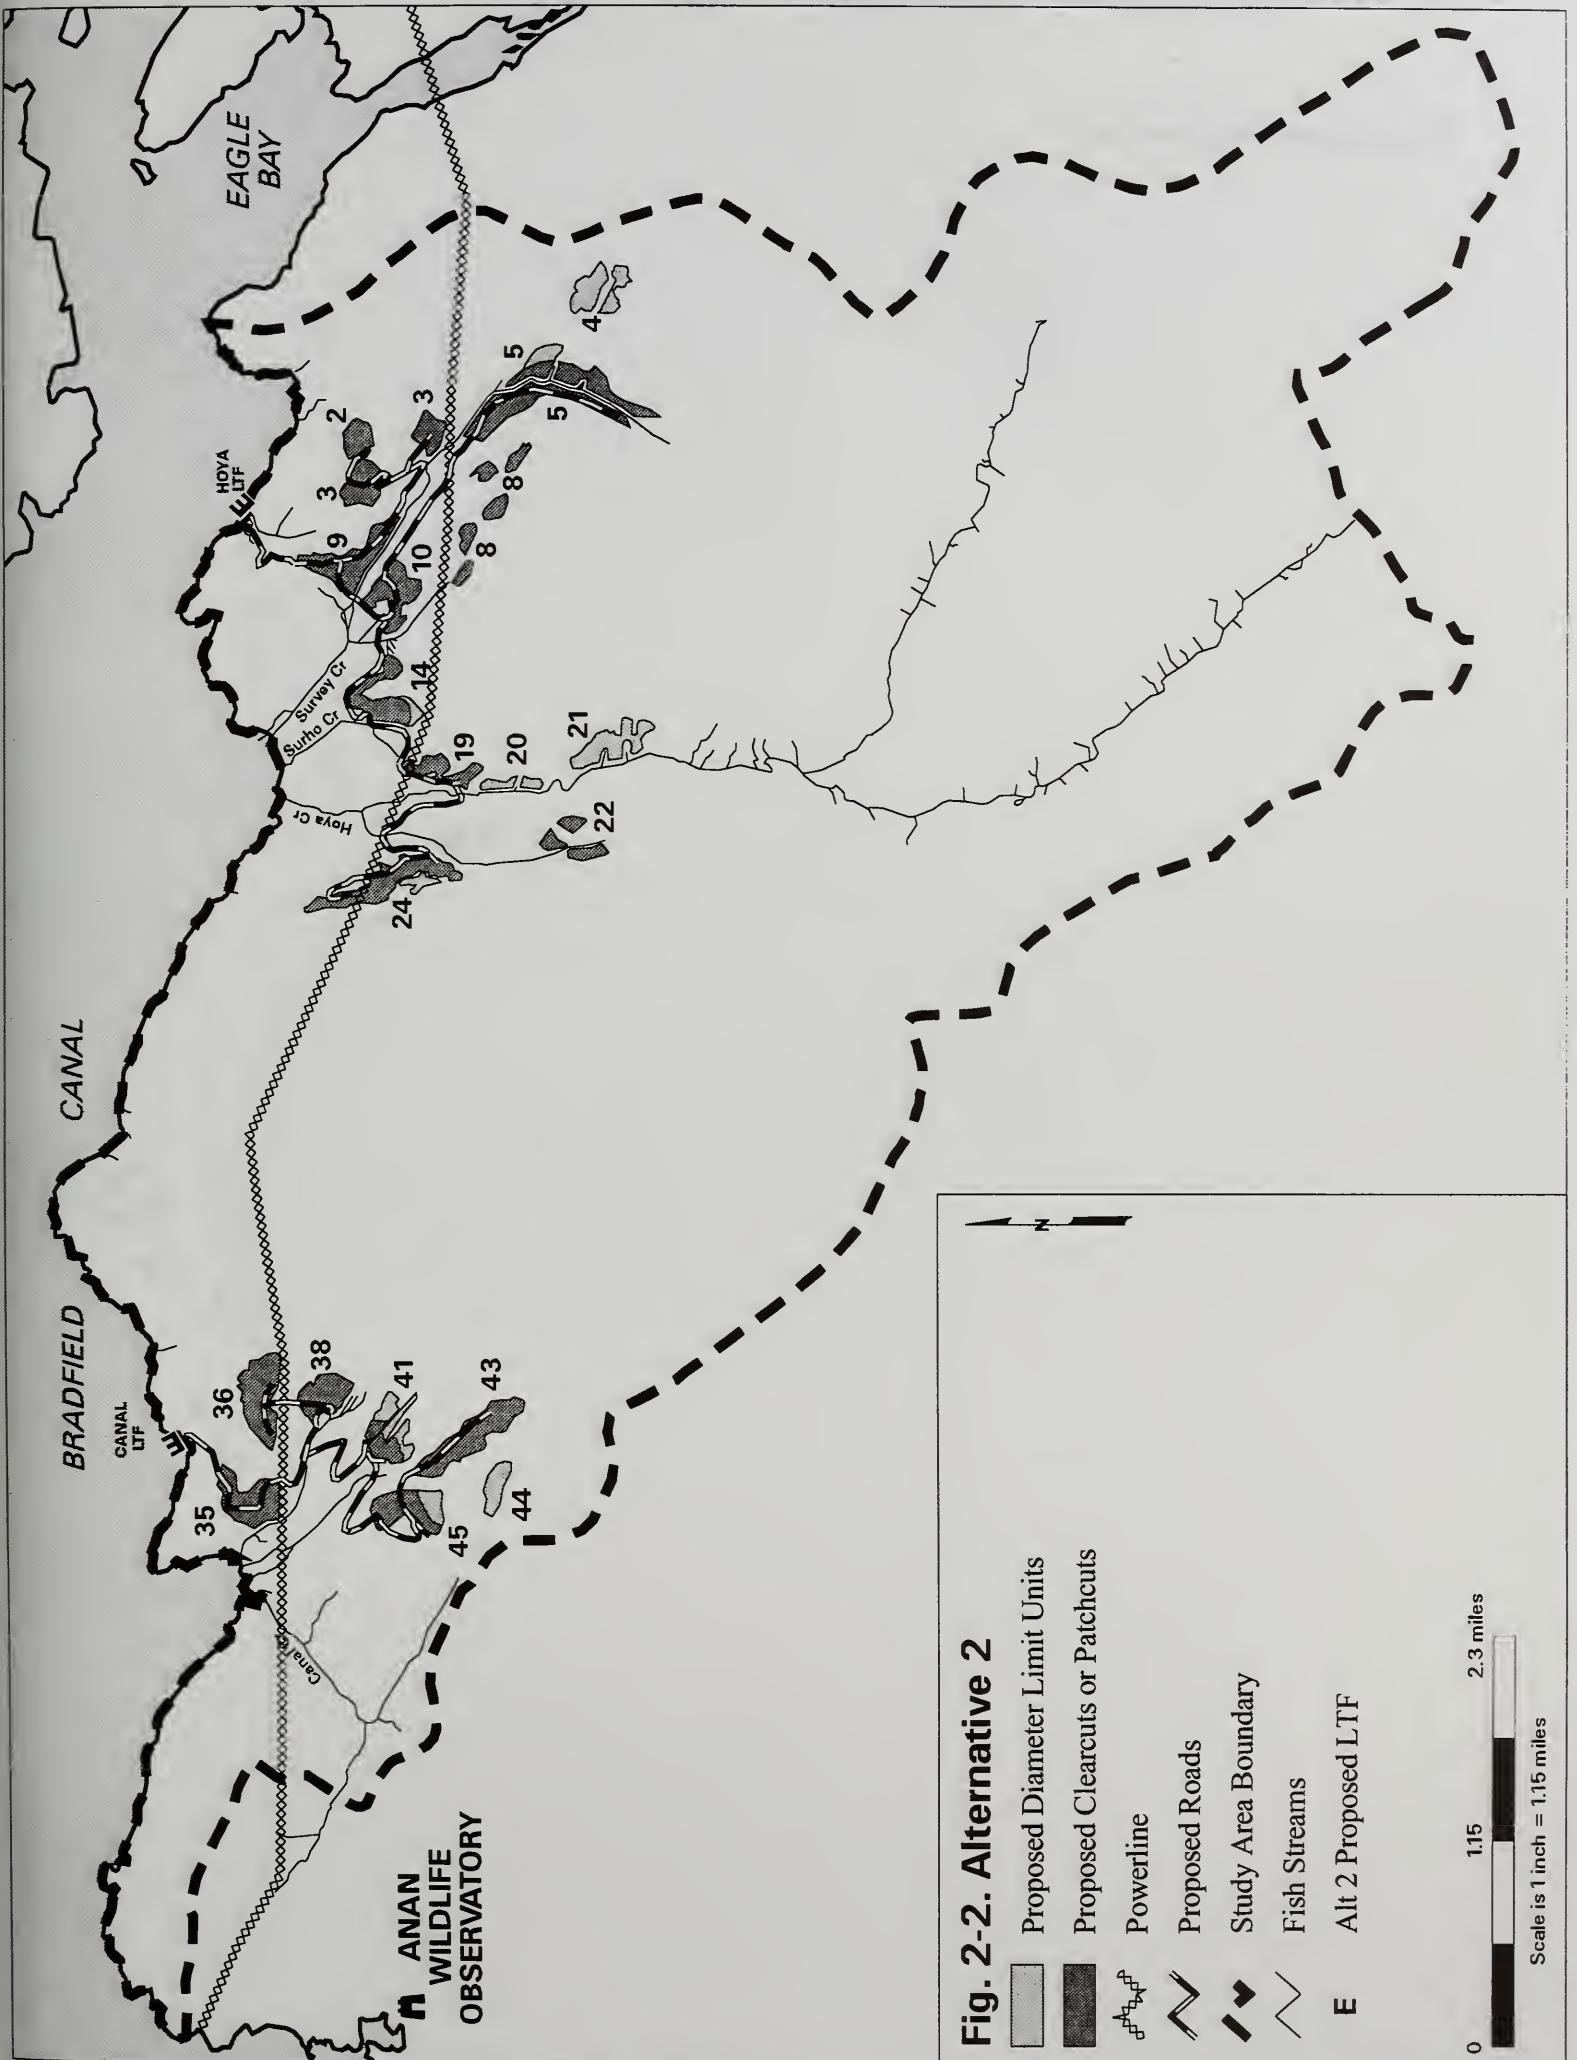 BRADFIELD
CANAL
EAGLE
BAY
CANAL
LTF
E
HOYA
LTF
E
36
38
41
43
35
45
44
24
22
Hoya Cr
Surho Cr
Survey Cr
19
20
21
14
10
9
8
8
3
2
3
5
5
4
Canal
ANAN
WILDLIFE
OBSERVATORY
Fig. 2-2. Alternative 2
Proposed Diameter Limit Units
Proposed Clearcuts or Patchcuts
Powerline
Proposed Roads
Study Area Boundary
Fish Streams
E Alt 2 Proposed LTF
N
0 1.15 2.3 miles
Scale is 1 inch = 1.15 miles